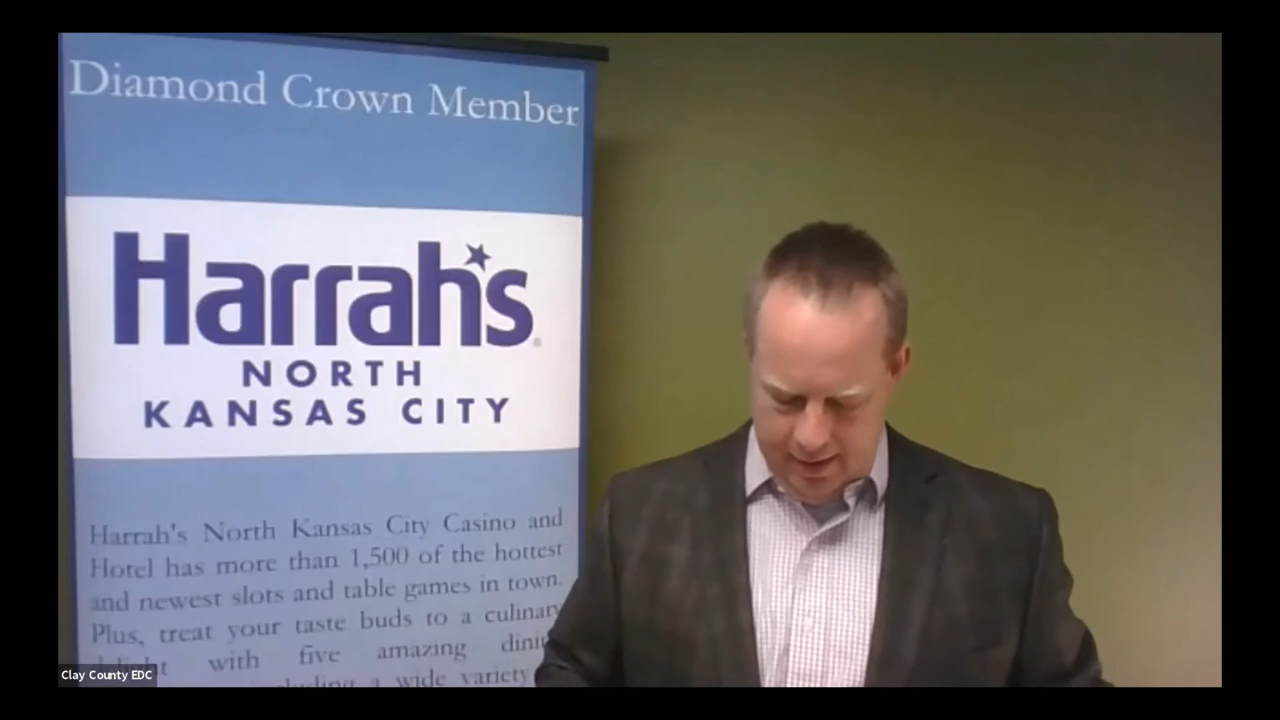 Diamond Crown Member
Harrah's
NORTH
KANSAS CITY
Harrah's North Kansas City Casino and
Hotel has more than 1,500 of the hottest
and newest slots and table games in town.
Plus, treat your taste buds to a culinary
with five amazing
a wide variety
Clay County EDC